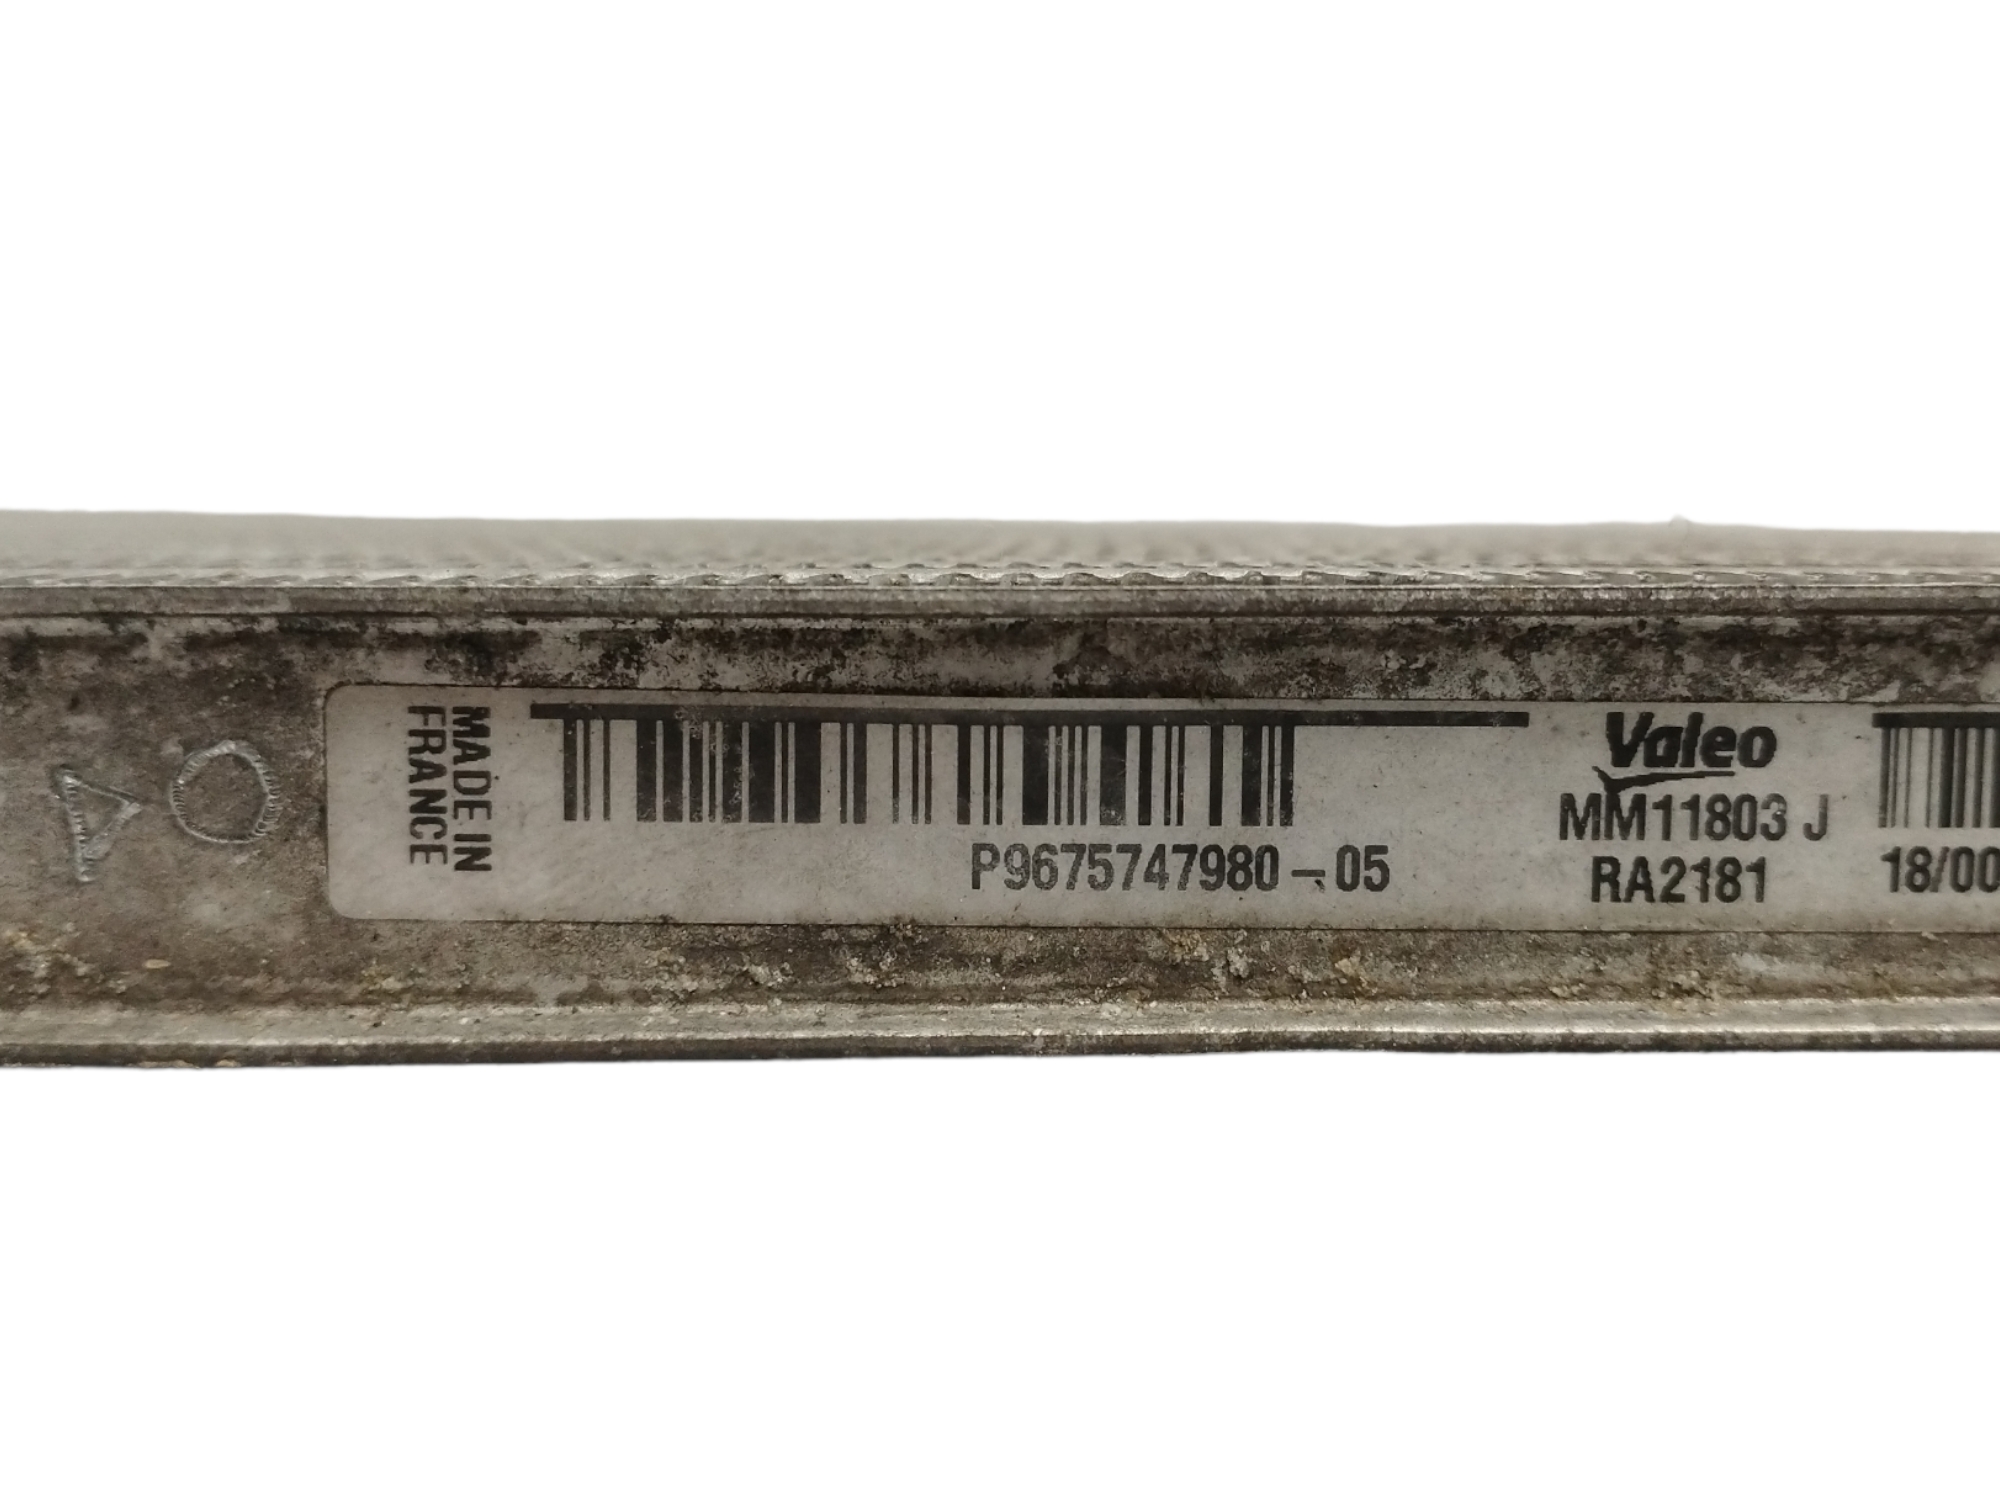 MADE IN
FRANCE
P9675747980-05
Valeo
MM11803 J
RA2181
18/00